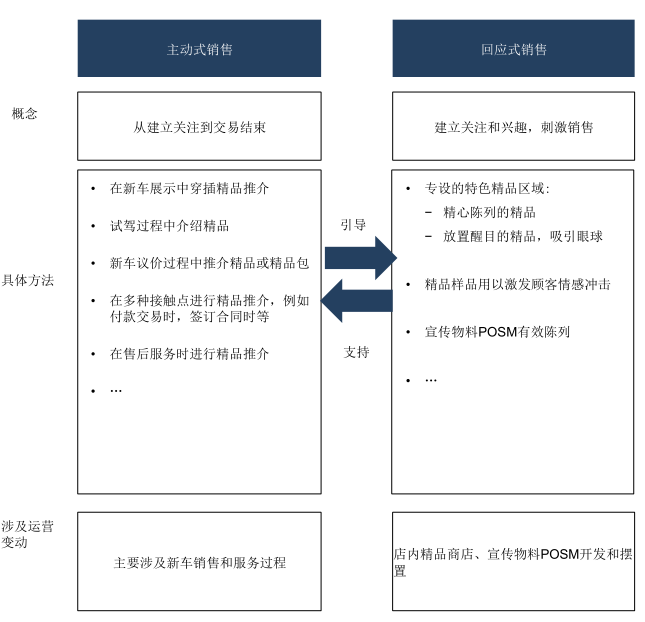 主动式销售
回应式销售
概念
从建立关注到交易结束
建立关注和兴趣，刺激销售
具体方法
• 在新车展示中穿插精品推介
• 试驾过程中介绍精品
• 新车议价过程中推介精品或精品包
• 在多种接触点进行精品推介，例如
付款交易时，签订合同时等
• 在售后服务时进行精品推介
• …
引导
支持
• 专设的特色精品区域:
– 精心陈列的精品
– 放置醒目的精品，吸引眼球
• 精品样品用以激发顾客情感冲击
• 宣传物料POSM有效陈列
• …
涉及运营
变动
主要涉及新车销售和服务过程
店内精品商店、宣传物料POSM开发和摆
置